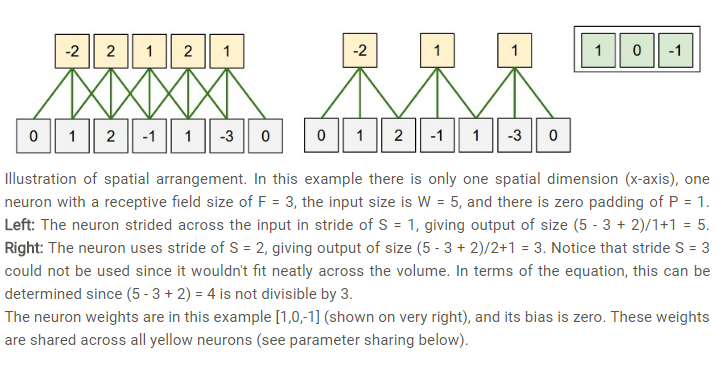 -2 2 1 2 1
0 1 2 -1 1 -3 0
-2 1 1
0 1 2 -1 1 -3 0
1 0 -1
Illustration of spatial arrangement. In this example there is only one spatial dimension (x-axis), one
neuron with a receptive field size of F = 3, the input size is W = 5, and there is zero padding of P = 1.
Left: The neuron strided across the input in stride of S = 1, giving output of size (5 - 3 + 2)/1+1 = 5.
Right: The neuron uses stride of S = 2, giving output of size (5 - 3 + 2)/2+1 = 3. Notice that stride S = 3
could not be used since it wouldn't fit neatly across the volume. In terms of the equation, this can be
determined since (5 - 3 + 2) = 4 is not divisible by 3.
The neuron weights are in this example [1,0,-1] (shown on very right), and its bias is zero. These weights
are shared across all yellow neurons (see parameter sharing below).